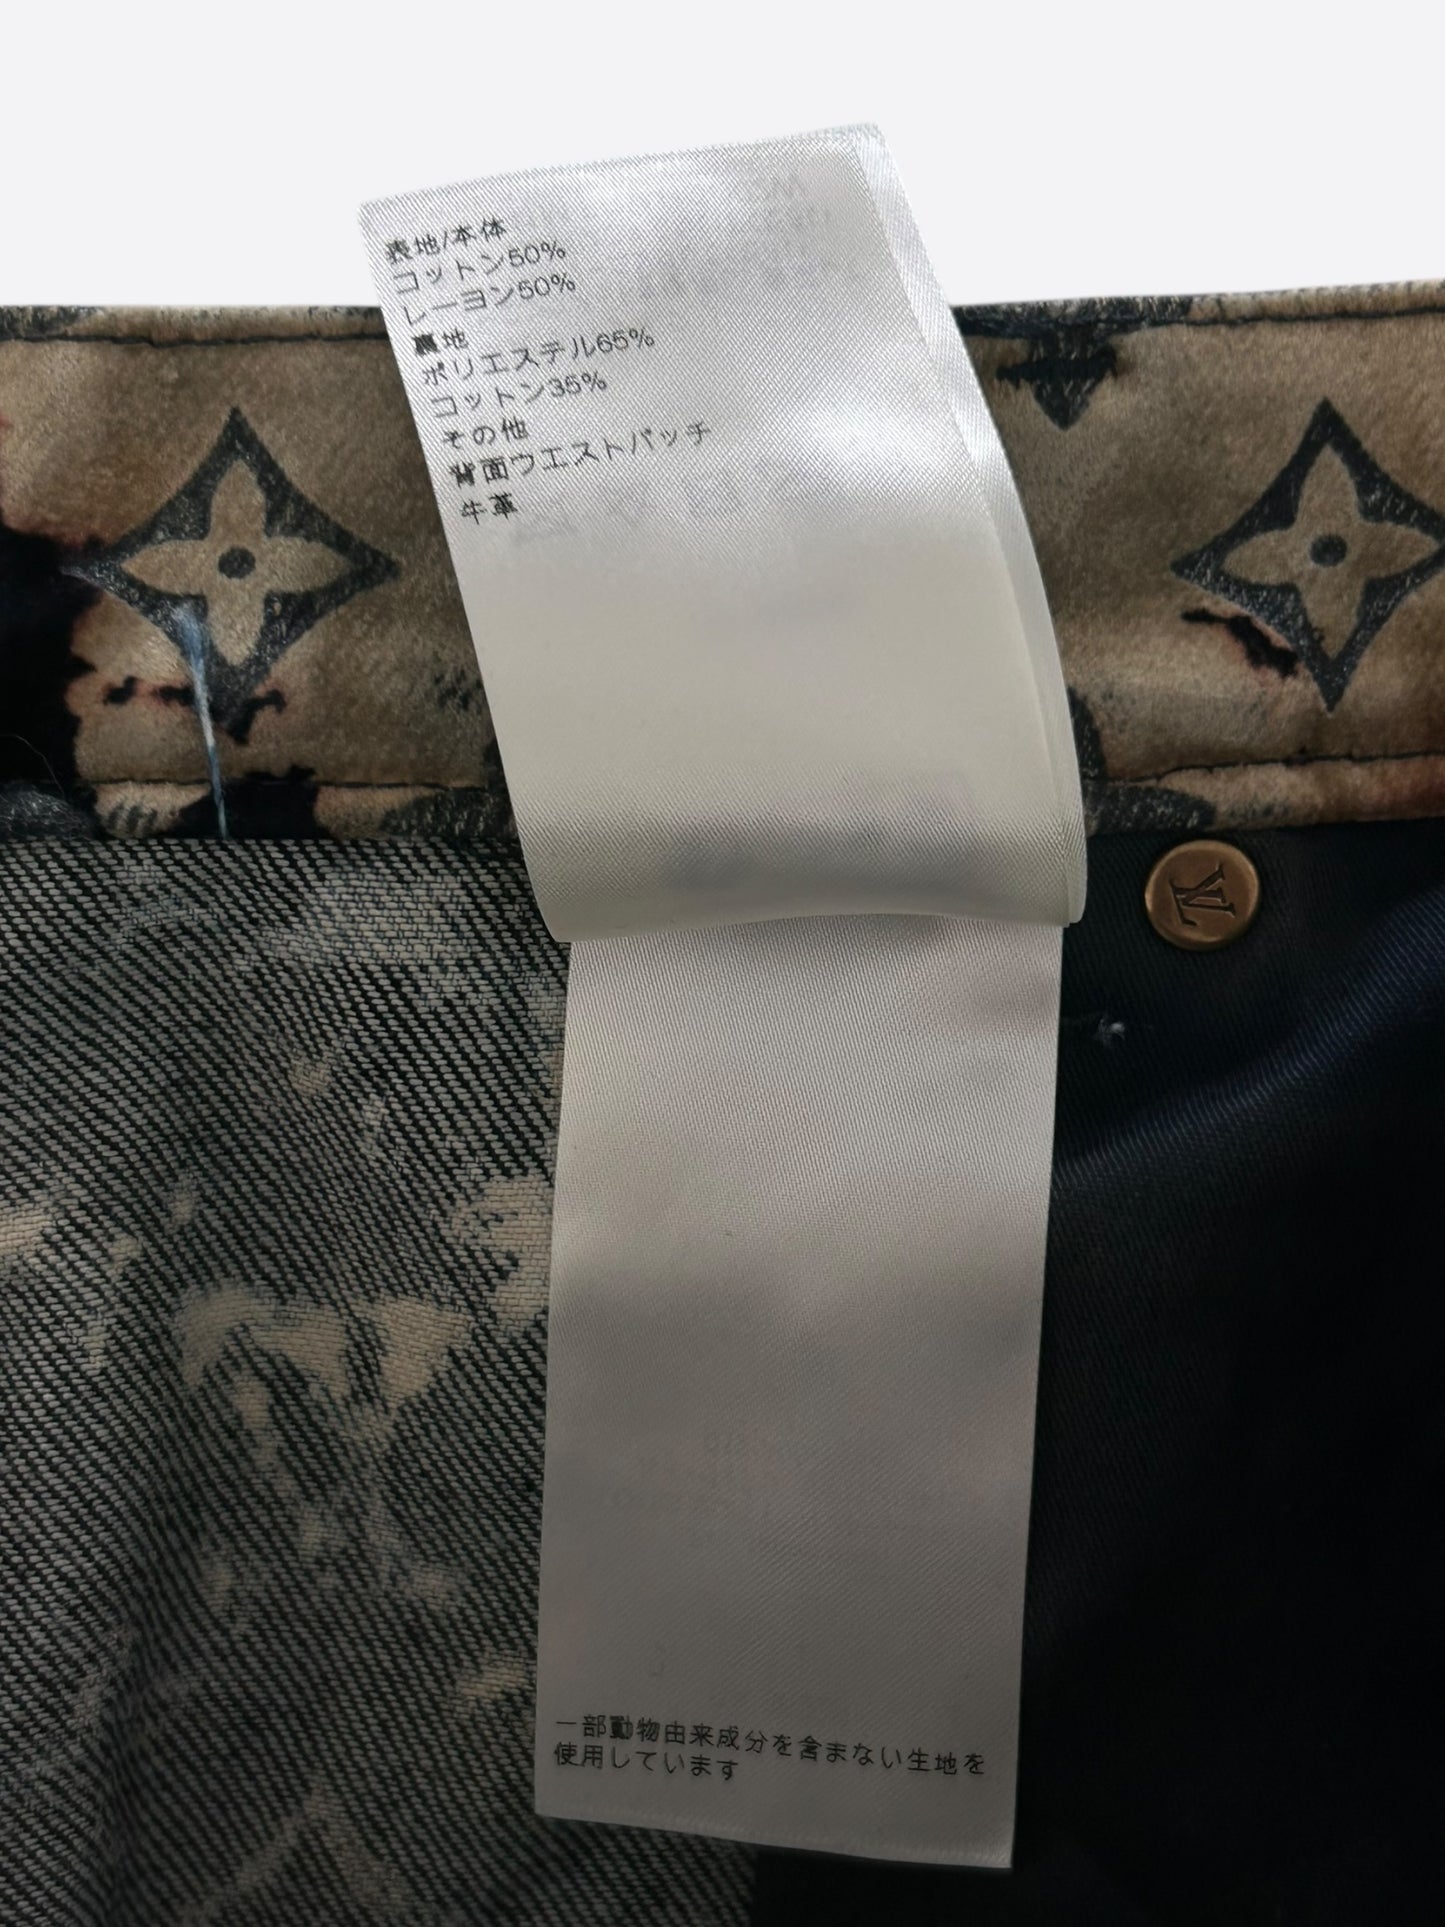 表地/本体
コットン50%
レーヨン50%
裏地
ポリエステル65%
コットン35%
その他
背面ウエストパッチ
牛革
LV
一部動物由来成分を含まない生地を
使用しています